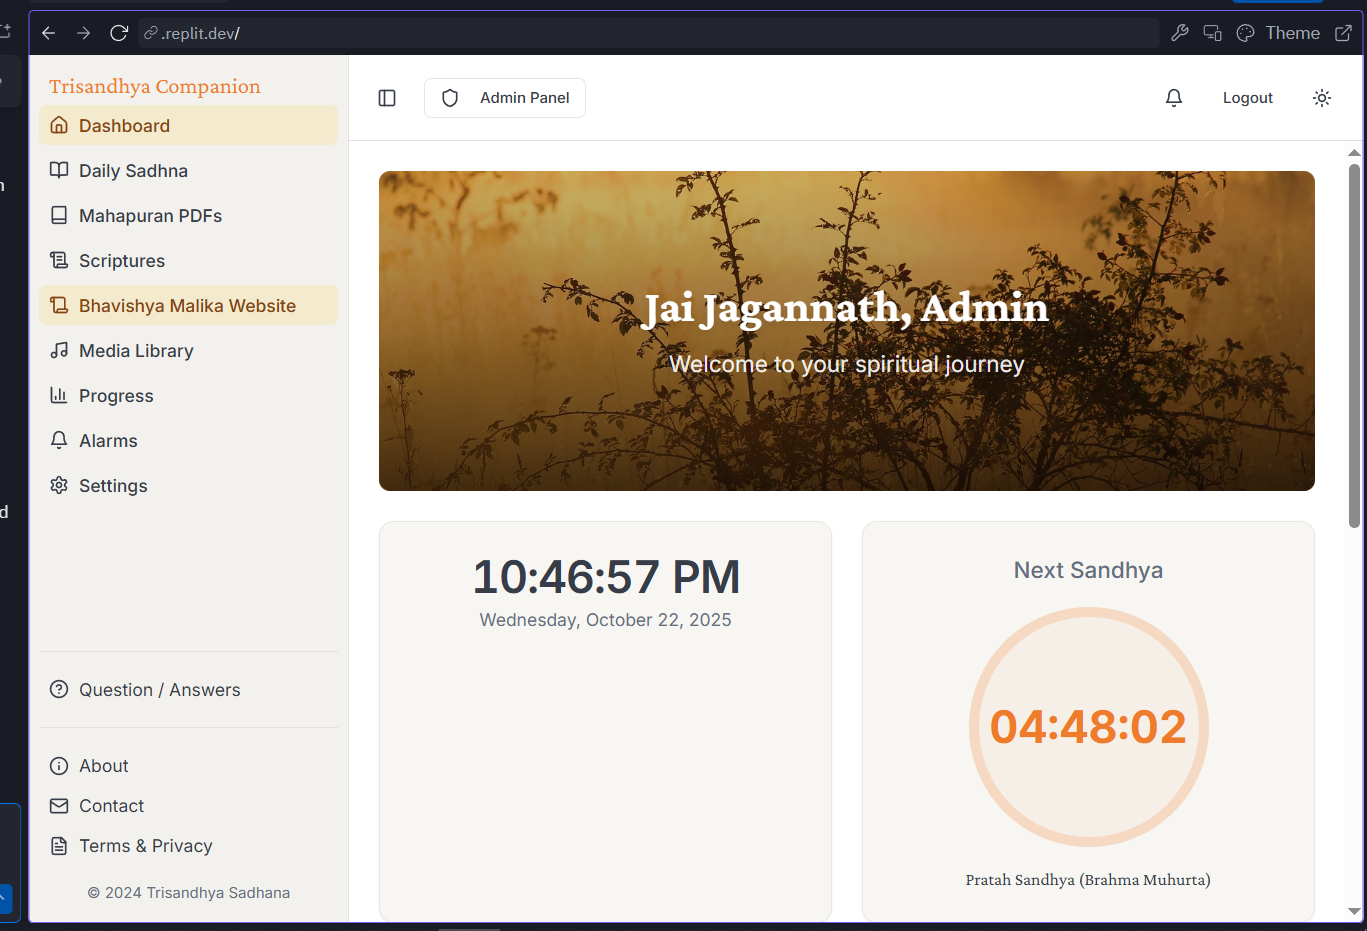 .replit.dev/
Theme
Trisandhya Companion
Dashboard
Daily Sadhna
Mahapuran PDFs
Scriptures
Bhavishya Malika Website
Media Library
Progress
Alarms
Settings
Question / Answers
About
Contact
Terms & Privacy
© 2024 Trisandhya Sadhana
Admin Panel
Logout
Jai Jagannath, Admin
Welcome to your spiritual journey
10:46:57 PM
Wednesday, October 22, 2025
Next Sandhya
04:48:02
Pratah Sandhya (Brahma Muhurta)